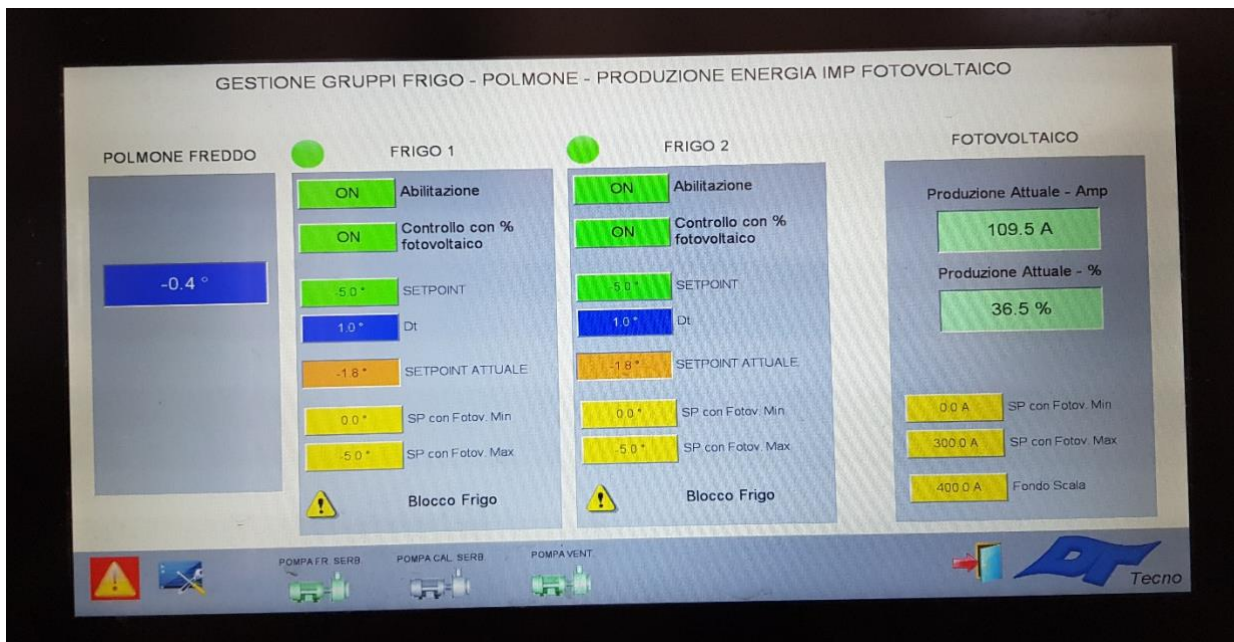 GESTIONE GRUPPI FRIGO - POLMONE - PRODUZIONE ENERGIA IMP FOTOVOLTAICO
POLMONE FREDDO
-0.4 °
FRIGO 1
ON Abilitazione
ON Controllo con %
fotovoltaico
-5.0 ° SETPOINT
1.0 ° Dt
-1.8 ° SETPOINT ATTUALE
0.0 ° SP con Fotov. Min
-5.0 ° SP con Fotov. Max
Blocco Frigo
FRIGO 2
ON Abilitazione
ON Controllo con %
fotovoltaico
-5.0 ° SETPOINT
1.0 ° Dt
-1.8 ° SETPOINT ATTUALE
0.0 ° SP con Fotov. Min
-5.0 ° SP con Fotov. Max
Blocco Frigo
FOTOVOLTAICO
Produzione Attuale - Amp
109.5 A
Produzione Attuale - %
36.5 %
0.0 A SP con Fotov. Min
300.0 A SP con Fotov. Max
400.0 A Fondo Scala
POMPA FR. SERB.
POMPA CAL. SERB.
POMPA VENT.
DT
Tecno